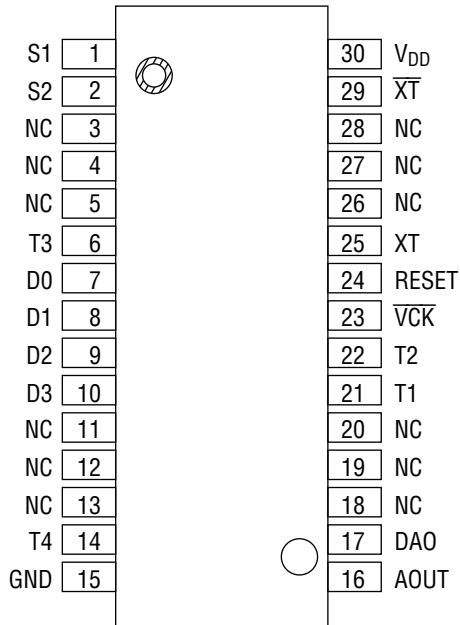 S1 1 30 VDD
S2 2 29 X̅T̅
NC 3 28 NC
NC 4 27 NC
NC 5 26 NC
T3 6 25 XT
D0 7 24 RESET
D1 8 23 V̅C̅K̅
D2 9 22 T2
D3 10 21 T1
NC 11 20 NC
NC 12 19 NC
NC 13 18 NC
T4 14 17 DAO
GND 15 16 AOUT